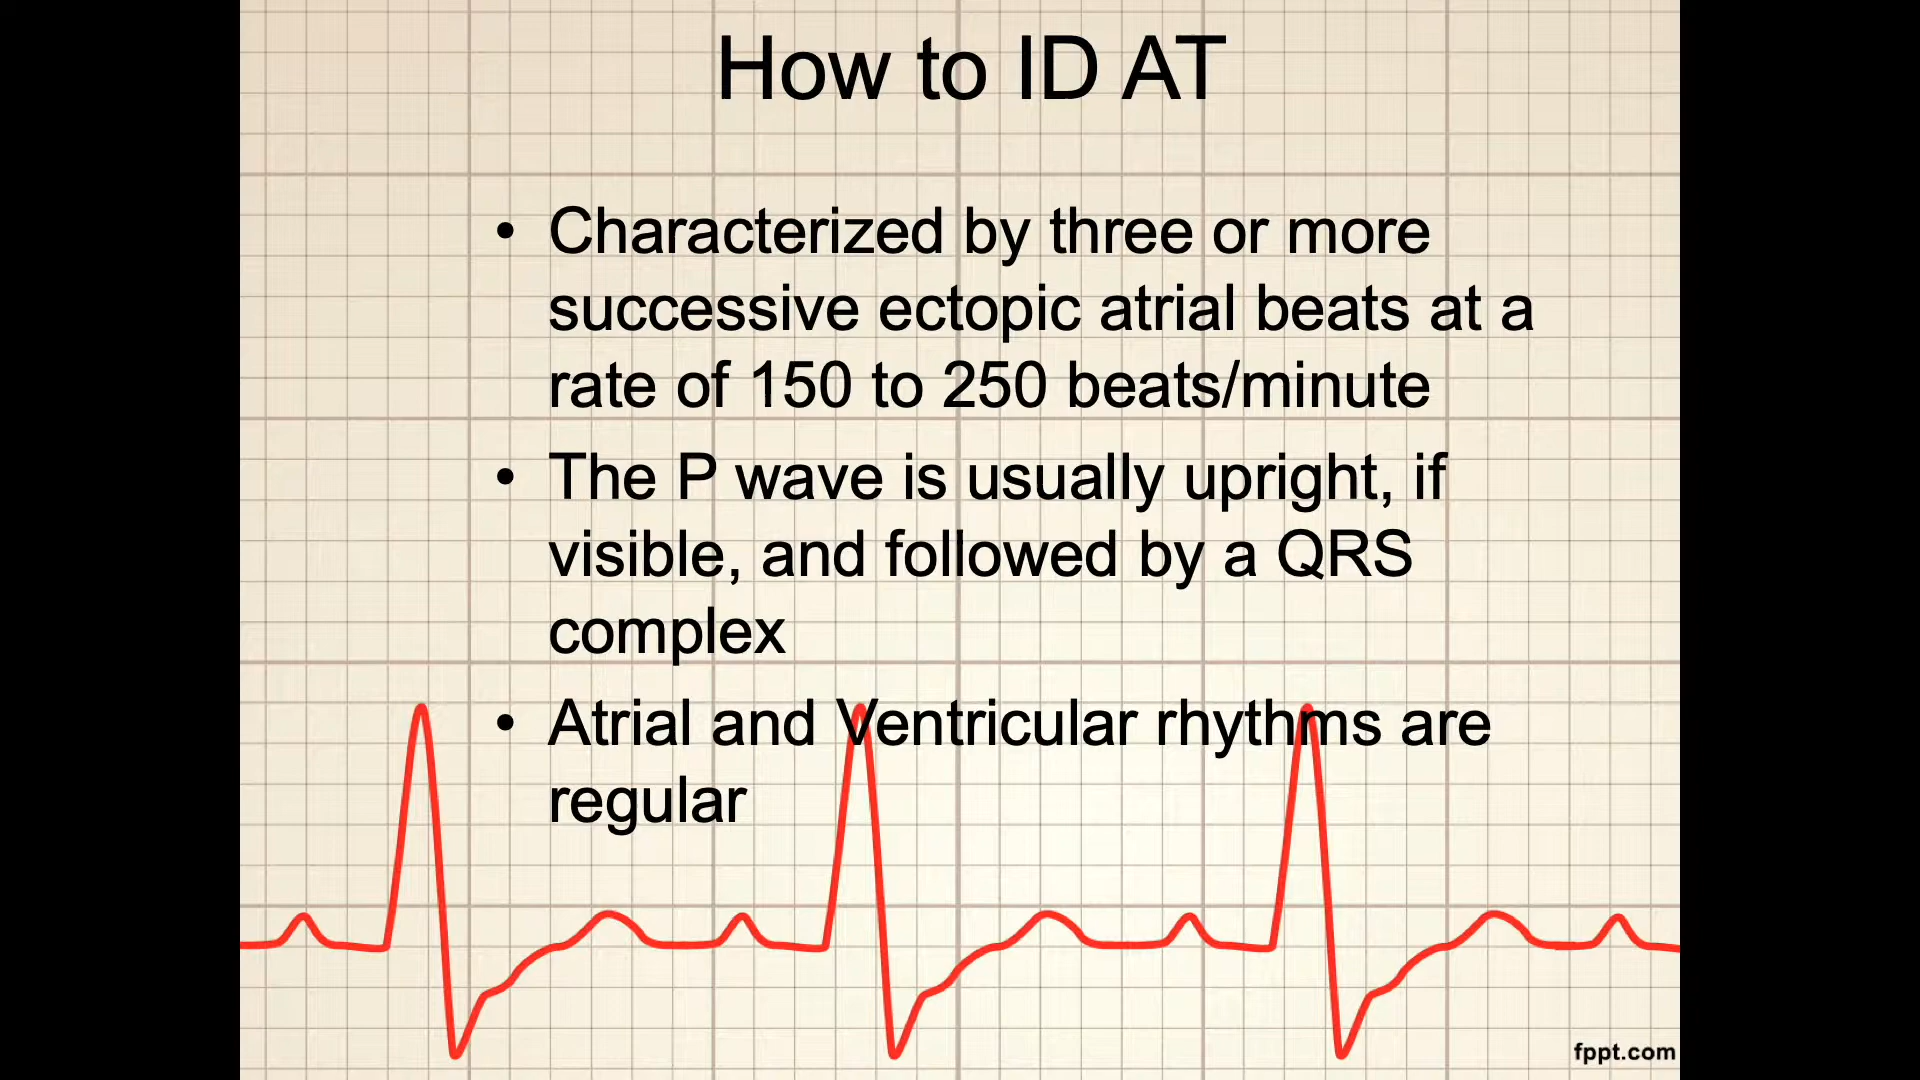 How to ID AT
• Characterized by three or more
successive ectopic atrial beats at a
rate of 150 to 250 beats/minute
• The P wave is usually upright, if
visible, and followed by a QRS
complex
• Atrial and Ventricular rhythms are
regular
fppt.com